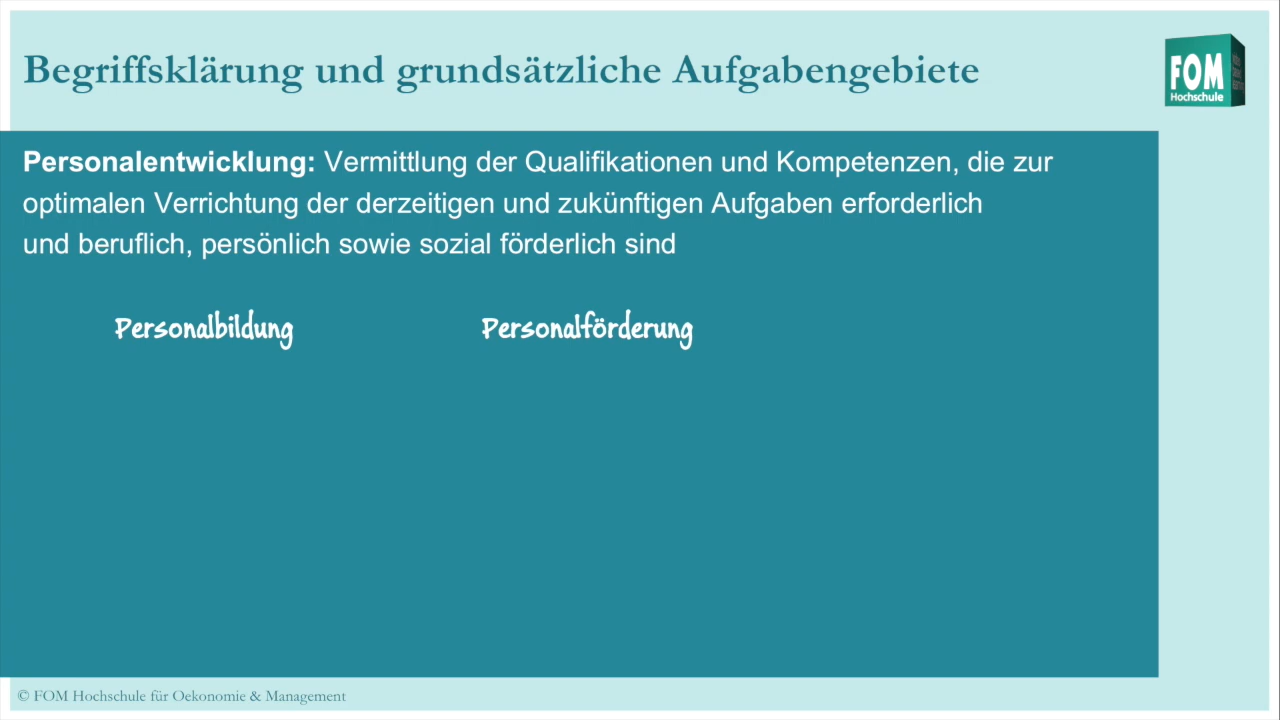 Begriffsklärung und grundsätzliche Aufgabengebiete
FOM
Hochschule
Personalentwicklung: Vermittlung der Qualifikationen und Kompetenzen, die zur
optimalen Verrichtung der derzeitigen und zukünftigen Aufgaben erforderlich
und beruflich, persönlich sowie sozial förderlich sind
Personalbildung Personalförderung
© FOM Hochschule für Oekonomie & Management